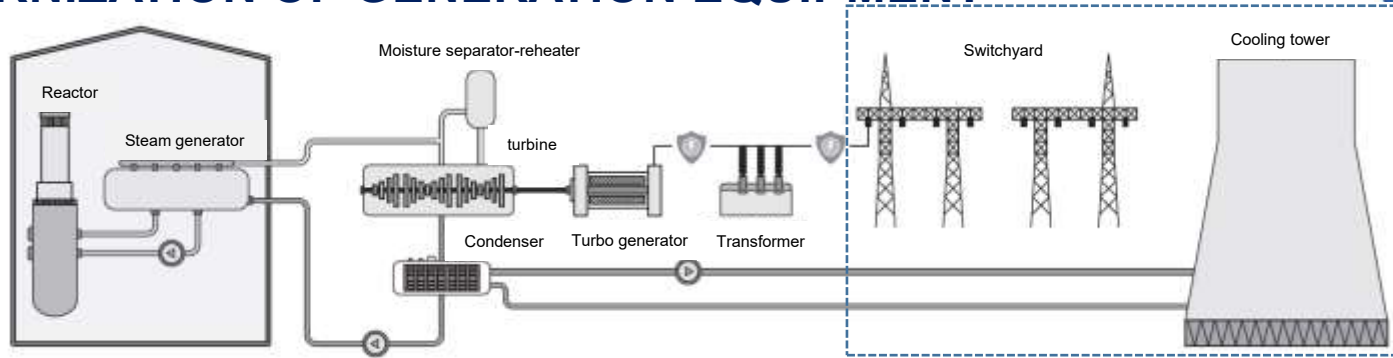 Moisture separator-reheater
Switchyard
Cooling tower
Reactor
Steam generator
turbine
Condenser
Turbo generator
Transformer